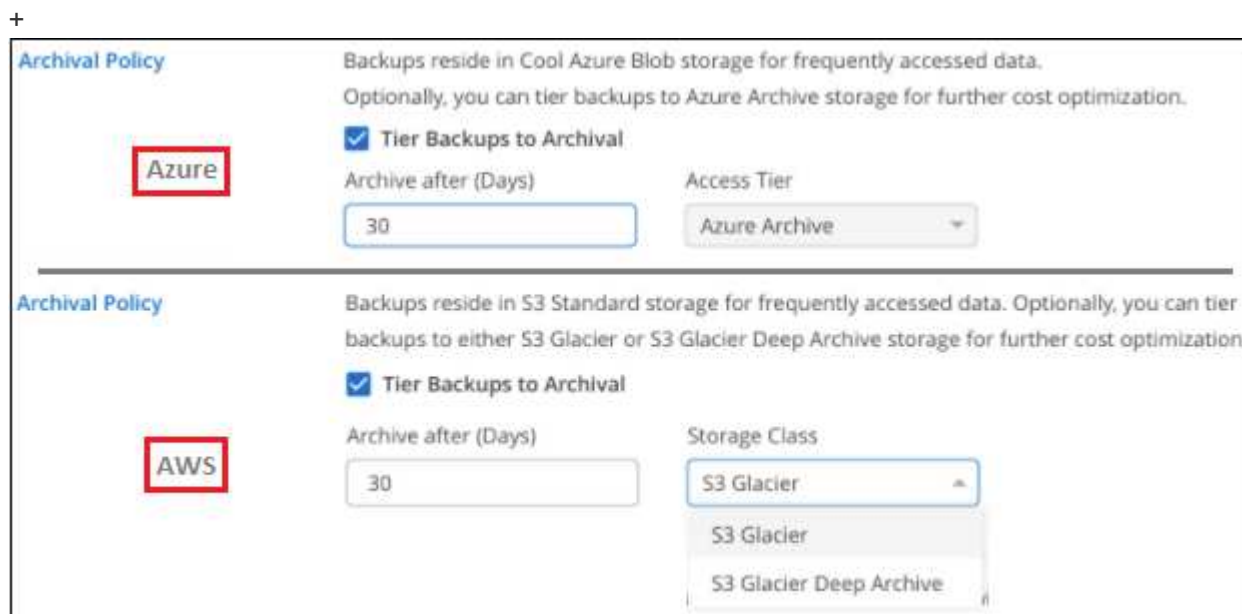 +
Archival Policy
Backups reside in Cool Azure Blob storage for frequently accessed data.
Optionally, you can tier backups to Azure Archive storage for further cost optimization.
Tier Backups to Archival
Azure
Archive after (Days)
Access Tier
30
Azure Archive
Archival Policy
Backups reside in S3 Standard storage for frequently accessed data. Optionally, you can tier
backups to either S3 Glacier or S3 Glacier Deep Archive storage for further cost optimization
Tier Backups to Archival
AWS
Archive after (Days)
Storage Class
30
S3 Glacier
S3 Glacier
S3 Glacier Deep Archive